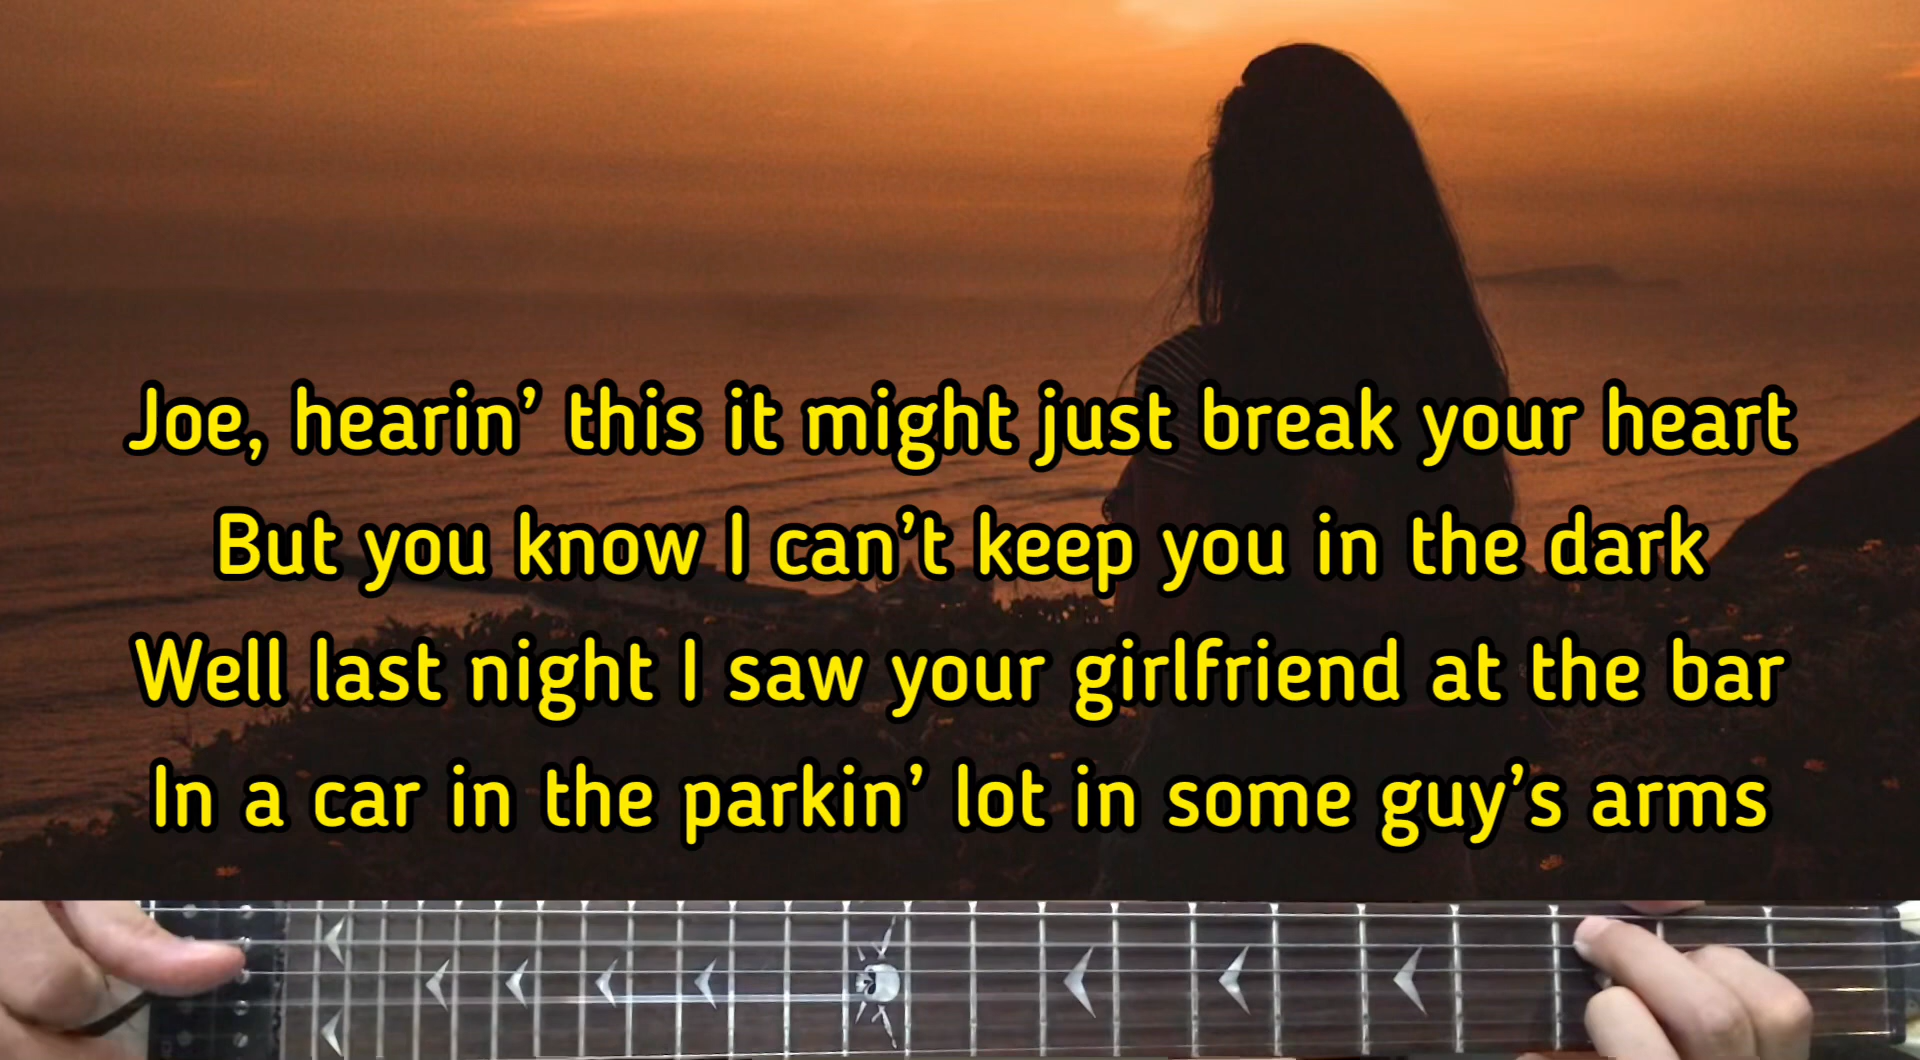 Joe, hearin’ this it might just break your heart
But you know I can’t keep you in the dark
Well last night I saw your girlfriend at the bar
In a car in the parkin’ lot in some guy’s arms